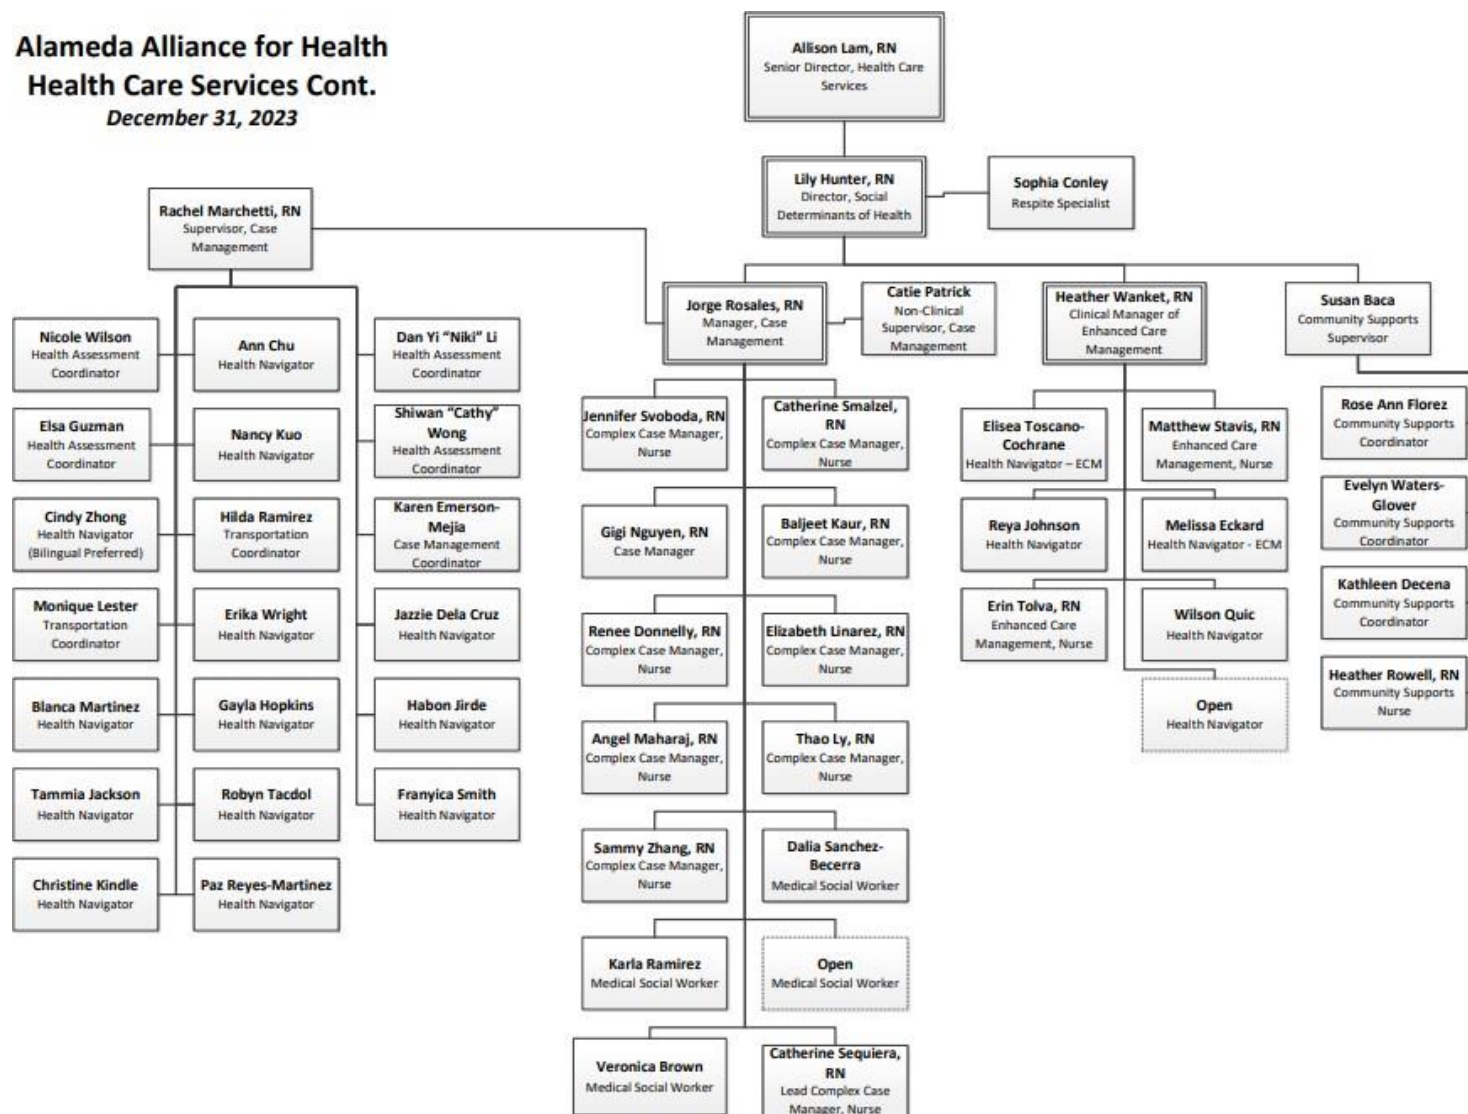 Alameda Alliance for Health
Health Care Services Cont.
December 31, 2023
Allison Lam, RN
Senior Director, Health Care
Services
Lily Hunter, RN
Director, Social
Determinants of Health
Sophia Conley
Respite Specialist
Rachel Marchetti, RN
Supervisor, Case
Management
Jorge Rosales, RN
Manager, Case
Management
Catie Patrick
Non-Clinical
Supervisor, Case
Management
Heather Wanket, RN
Clinical Manager of
Enhanced Care
Management
Susan Baca
Community Supports
Supervisor
Nicole Wilson
Health Assessment
Coordinator
Ann Chu
Health Navigator
Dan Yi “Niki” Li
Health Assessment
Coordinator
Elsa Guzman
Health Assessment
Coordinator
Nancy Kuo
Health Navigator
Shiwan “Cathy”
Wong
Health Assessment
Coordinator
Cindy Zhong
Health Navigator
(Bilingual Preferred)
Hilda Ramirez
Transportation
Coordinator
Karen Emerson-
Mejia
Case Management
Coordinator
Monique Lester
Transportation
Coordinator
Erika Wright
Health Navigator
Jazzie Dela Cruz
Health Navigator
Blanca Martinez
Health Navigator
Gayla Hopkins
Health Navigator
Habon Jirde
Health Navigator
Tammia Jackson
Health Navigator
Robyn Tacdol
Health Navigator
Franyica Smith
Health Navigator
Christine Kindle
Health Navigator
Paz Reyes-Martinez
Health Navigator
Jennifer Svoboda, RN
Complex Case Manager,
Nurse
Catherine Smalzel,
RN
Complex Case Manager,
Nurse
Gigi Nguyen, RN
Case Manager
Baljeet Kaur, RN
Complex Case Manager,
Nurse
Renee Donnelly, RN
Complex Case Manager,
Nurse
Elizabeth Linarez, RN
Complex Case Manager,
Nurse
Angel Maharaj, RN
Complex Case Manager,
Nurse
Thao Ly, RN
Complex Case Manager,
Nurse
Sammy Zhang, RN
Complex Case Manager,
Nurse
Dalia Sanchez-
Becerra
Medical Social Worker
Karla Ramirez
Medical Social Worker
Open
Medical Social Worker
Veronica Brown
Medical Social Worker
Catherine Sequiera,
RN
Lead Complex Case
Manager, Nurse
Elisea Toscano-
Cochrane
Health Navigator – ECM
Matthew Stavis, RN
Enhanced Care
Management, Nurse
Reya Johnson
Health Navigator
Melissa Eckard
Health Navigator - ECM
Erin Tolva, RN
Enhanced Care
Management, Nurse
Wilson Quic
Health Navigator
Open
Health Navigator
Rose Ann Florez
Community Supports
Coordinator
Evelyn Waters-
Glover
Community Supports
Coordinator
Kathleen Decena
Community Supports
Coordinator
Heather Rowell, RN
Community Supports
Nurse